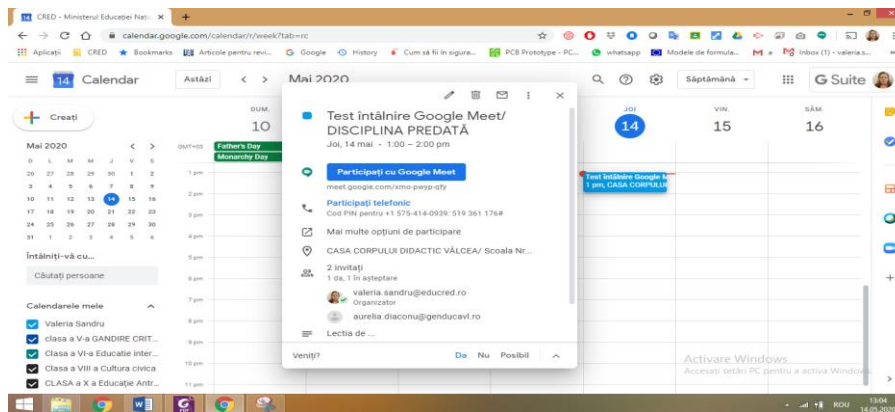 CRED - Ministerul Educației Nați...
calendar.google.com/calendar/r/week?tab=rc
Aplicații
CRED
Bookmarks
Articole pentru revi...
Google
History
Cum să fii în sigura...
PCB Prototype - PC...
whatsapp
Modele de formula...
a
Inbox (1) - valeria.s...
14
Calendar
Astăzi
Mai 2020
Săptămână
G Suite
Creați
Mai 2020
D L M M J V S
26 27 28 29 30 1 2
3 4 5 6 7 8 9
10 11 12 13 14 15 16
17 18 19 20 21 22 23
24 25 26 27 28 29 30
31 1 2 3 4 5 6
Întâlniți-vă cu...
Căutați persoane
Calendarele mele
Valeria Sandru
clasa a V-a GANDIRE CRIT...
Clasa a VI-a Educatie inter...
Clasa a VIII a Cultura civica
CLASA a X a Educație Antr...
DUM.
10
GMT+03
Father's Day
Monarchy Day
1 pm
2 pm
3 pm
4 pm
5 pm
6 pm
7 pm
8 pm
9 pm
10 pm
11 pm
Test întâlnire Google Meet/
DISCIPLINA PREDATĂ
Joi, 14 mai · 1:00 – 2:00 pm
Participați cu Google Meet
meet.google.com/xmo-pwyp-qfy
Participați telefonic
Cod PIN pentru +1 575-414-0939: 519 361 176#
Mai multe opțiuni de participare
CASA CORPULUI DIDACTIC VÂLCEA/ Scoala Nr...
2 invitați
1 da, 1 în așteptare
valeria.sandru@educred.ro
Organizator
aurelia.diaconu@genducavl.ro
Lectia de ...
Veniți?
Da
Nu
Posibil
JOI
14
VIN.
15
SÂM.
16
Test întâlnire Google M
1 pm, CASA CORPULUI
Activare Windows
Accesați setări PC pentru a activa Windows.
ROU
13:04
14.05.2020